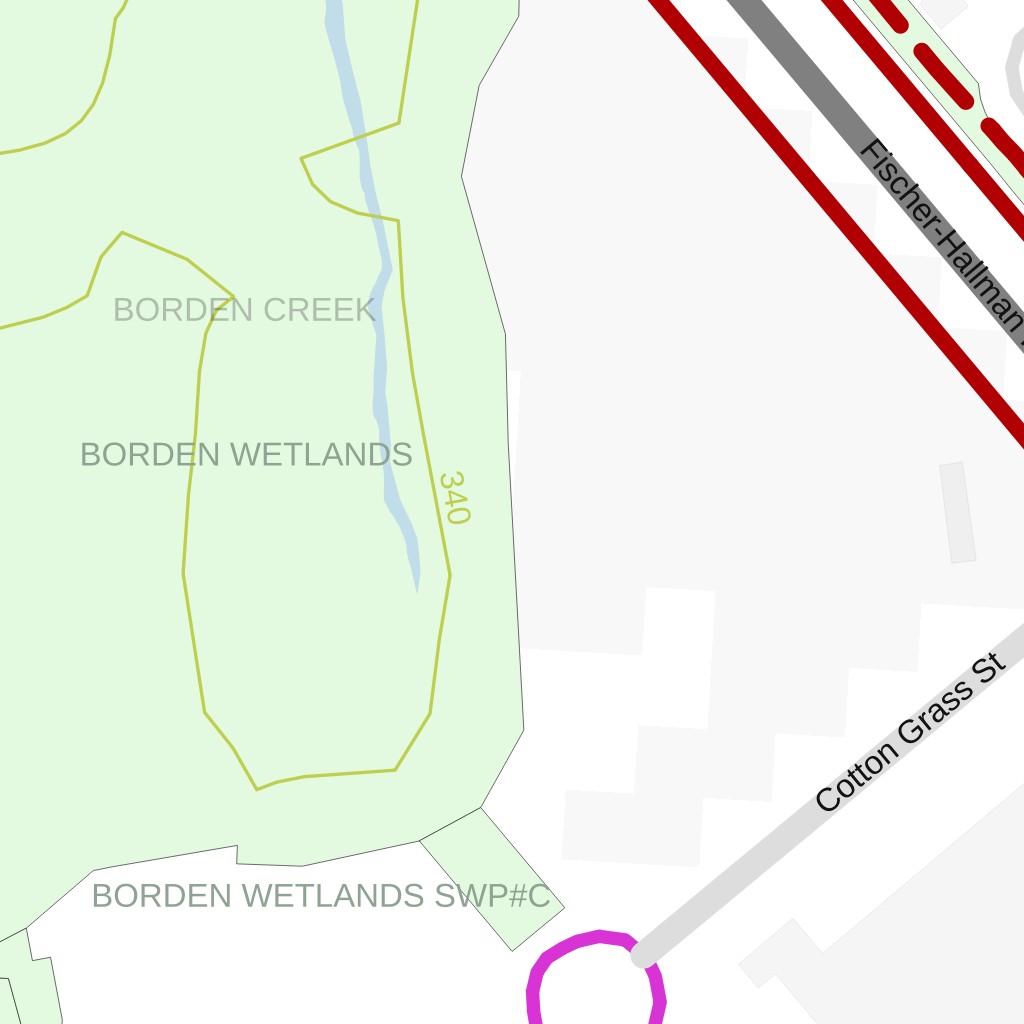 Fischer-Hallman
BORDEN CREEK
BORDEN WETLANDS
340
Cotton Grass St
BORDEN WETLANDS SWP#C